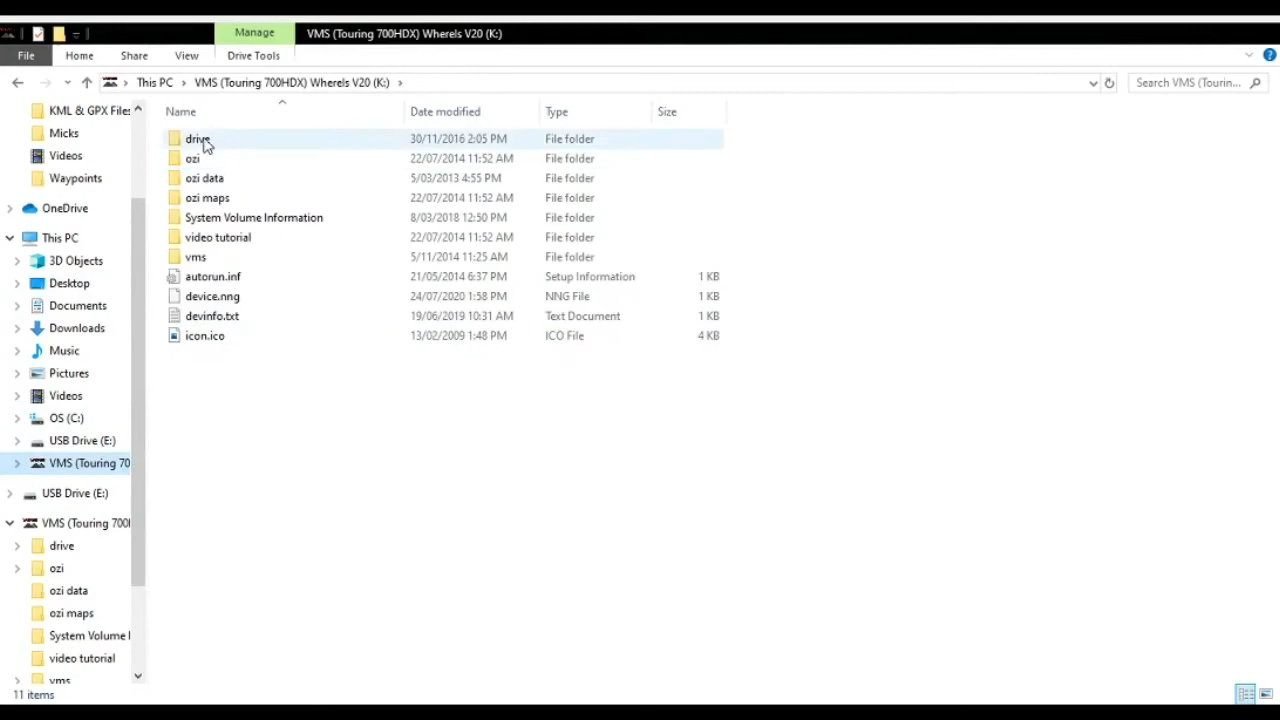 Manage
VMS (Touring 700HDX) WhereIs V20 (K:)
File Home Share View Drive Tools
This PC VMS (Touring 700HDX) WhereIs V20 (K:)
Search VMS (Tourin...
Name Date modified Type Size
KML & GPX Files
Micks
Videos
Waypoints
OneDrive
This PC
3D Objects
Desktop
Documents
Downloads
Music
Pictures
Videos
OS (C:)
USB Drive (E:)
VMS (Touring 70
USB Drive (E:)
VMS (Touring 700
drive
ozi
ozi data
ozi maps
System Volume I
video tutorial
vms
drive 30/11/2016 2:05 PM File folder
ozi 22/07/2014 11:52 AM File folder
ozi data 5/03/2013 4:55 PM File folder
ozi maps 22/07/2014 11:52 AM File folder
System Volume Information 8/03/2018 12:50 PM File folder
video tutorial 22/07/2014 11:52 AM File folder
vms 5/11/2014 11:25 AM File folder
autorun.inf 21/05/2014 6:37 PM Setup Information 1 KB
device.nng 24/07/2020 1:58 PM NNG File 1 KB
devinfo.txt 19/06/2019 10:31 AM Text Document 1 KB
icon.ico 13/02/2009 1:48 PM ICO File 4 KB
11 items